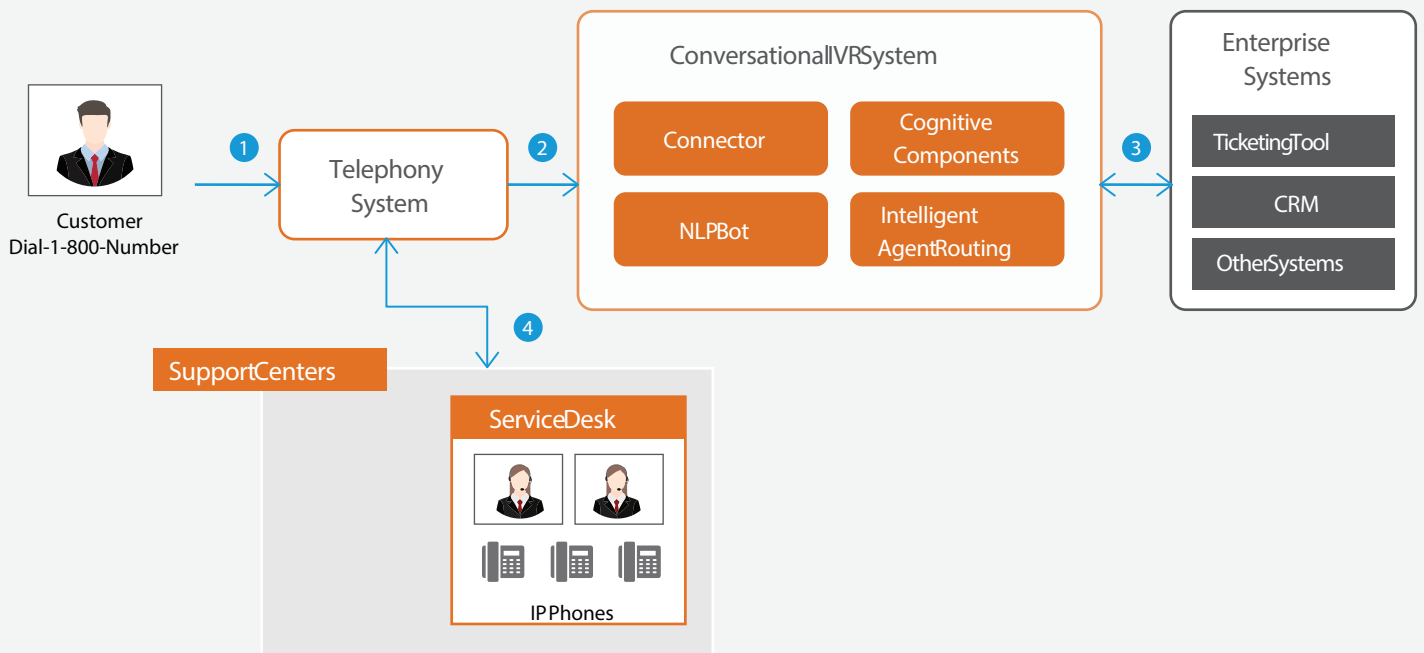 Customer
Dial-1-800-Number
1
Telephony
System
2
ConversationalIVRSystem
Connector
Cognitive
Components
NLPBot
Intelligent
AgentRouting
3
Enterprise
Systems
TicketingTool
CRM
OtherSystems
4
SupportCenters
ServiceDesk
IPPhones